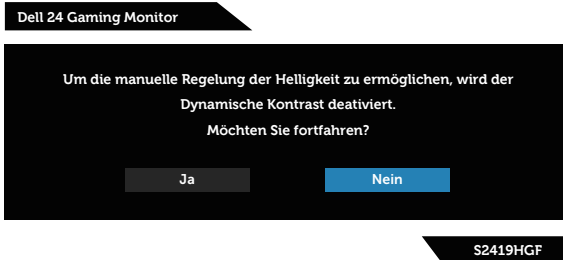 Dell 24 Gaming Monitor
Um die manuelle Regelung der Helligkeit zu ermöglichen, wird der
Dynamische Kontrast deativiert.
Möchten Sie fortfahren?
Ja
Nein
S2419HGF